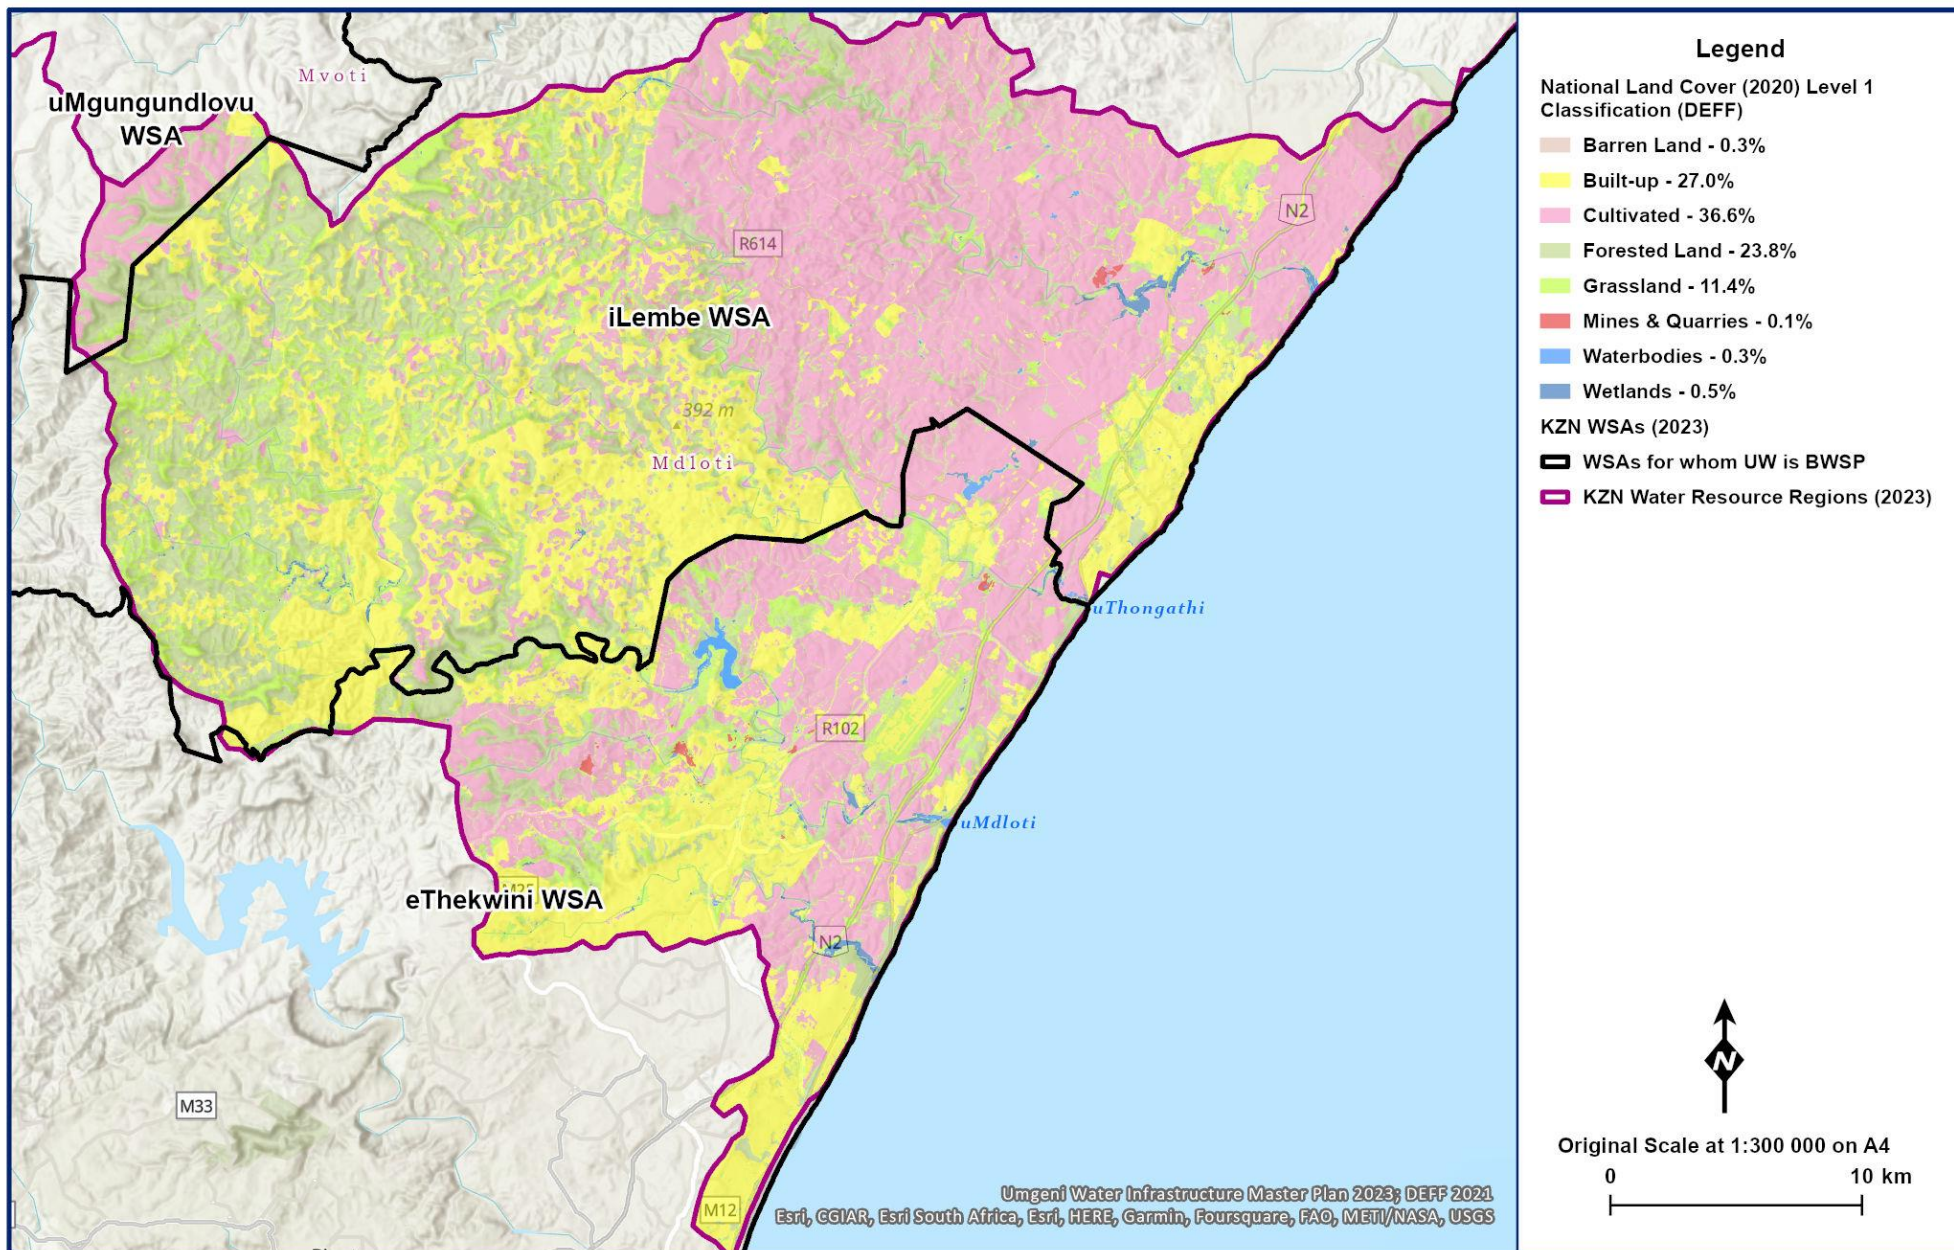 Mvoti
uMgungundlovu
WSA
N2
R614
iLembe WSA
392 m
Mdloti
uThongathi
R102
uMdloti
eThekwini WSA
N2
M33
M12
Umgeni Water Infrastructure Master Plan 2023; DEFF 2021
Esri, CGIAR, Esri South Africa, Esri, HERE, Garmin, Foursquare, FAO, METI/NASA, USGS
Legend
National Land Cover (2020) Level 1
Classification (DEFF)
Barren Land - 0.3%
Built-up - 27.0%
Cultivated - 36.6%
Forested Land - 23.8%
Grassland - 11.4%
Mines & Quarries - 0.1%
Waterbodies - 0.3%
Wetlands - 0.5%
KZN WSAs (2023)
WSAs for whom UW is BWSP
KZN Water Resource Regions (2023)
N
Original Scale at 1:300 000 on A4
0 10 km